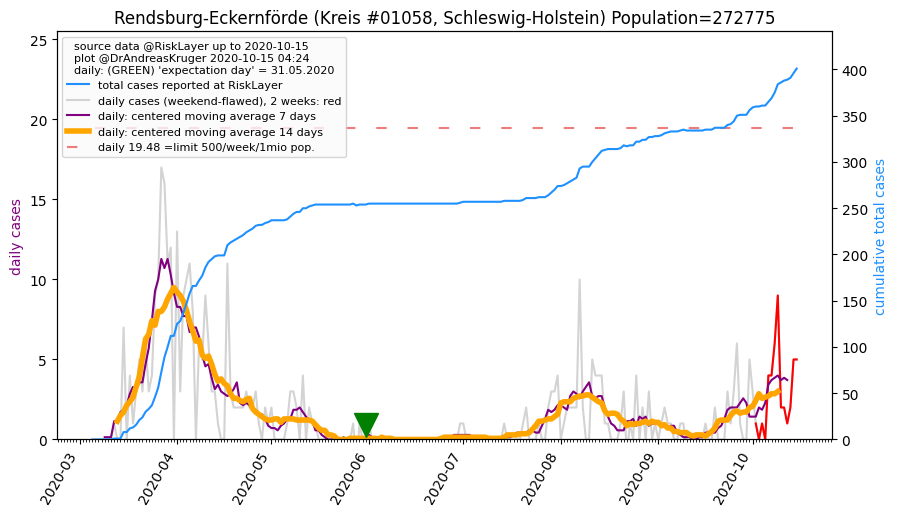 Rendsburg-Eckernförde (Kreis #01058, Schleswig-Holstein) Population=272775
source data @RiskLayer up to 2020-10-15
plot @DrAndreasKruger 2020-10-15 04:24
daily: (GREEN) 'expectation day' = 31.05.2020
total cases reported at RiskLayer
daily cases (weekend-flawed), 2 weeks: red
daily: centered moving average 7 days
daily: centered moving average 14 days
daily 19.48 =limit 500/week/1mio pop.
daily cases
25
20
15
10
5
0
cumulative total cases
400
350
300
250
200
150
100
50
0
2020-03
2020-04
2020-05
2020-06
2020-07
2020-08
2020-09
2020-10